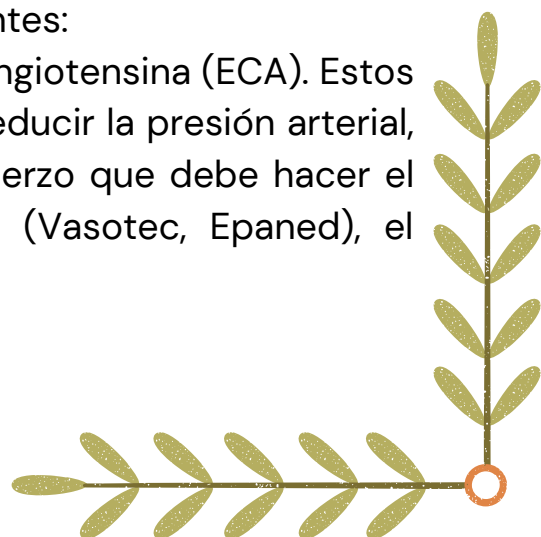 ntes:
ngiotensina (ECA). Estos
educir la presión arterial,
erzo que debe hacer el
(Vasotec, Epaned), el